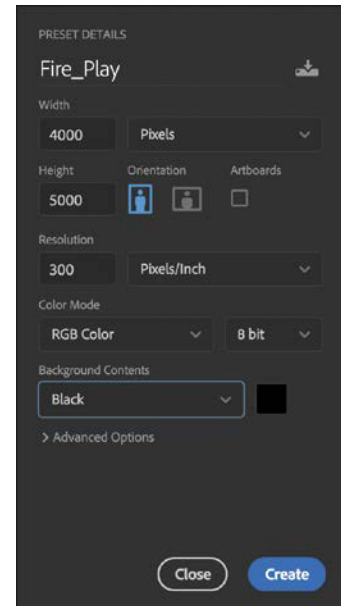 PRESET DETAILS
Fire_Play
Width
4000 Pixels
Height Orientation Artboards
5000
Resolution
300 Pixels/Inch
Color Mode
RGB Color 8 bit
Background Contents
Black
> Advanced Options
Close Create